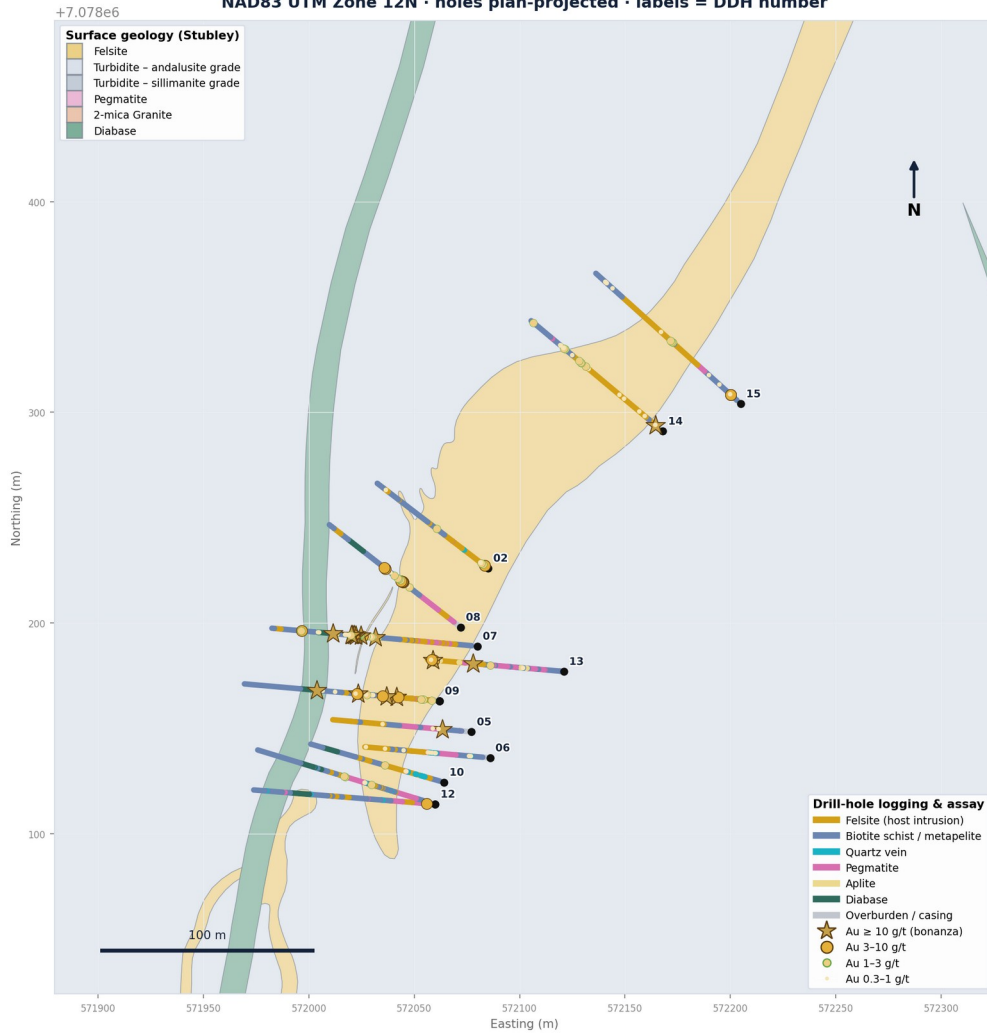 NAD83 UTM Zone 12N · holes plan-projected · labels = DDH number
+7.078e6
Surface geology (Stubley)
Felsite
Turbidite – andalusite grade
Turbidite – sillimanite grade
Pegmatite
2-mica Granite
Diabase
N
400
300
200
100
Northing (m)
15
14
02
08
07
13
09
05
06
10
12
100 m
Drill-hole logging & assay
Felsite (host intrusion)
Biotite schist / metapelite
Quartz vein
Pegmatite
Aplite
Diabase
Overburden / casing
Au ≥ 10 g/t (bonanza)
Au 3–10 g/t
Au 1–3 g/t
Au 0.3–1 g/t
571900
571950
572000
572050
572100
572150
572200
572250
572300
Easting (m)